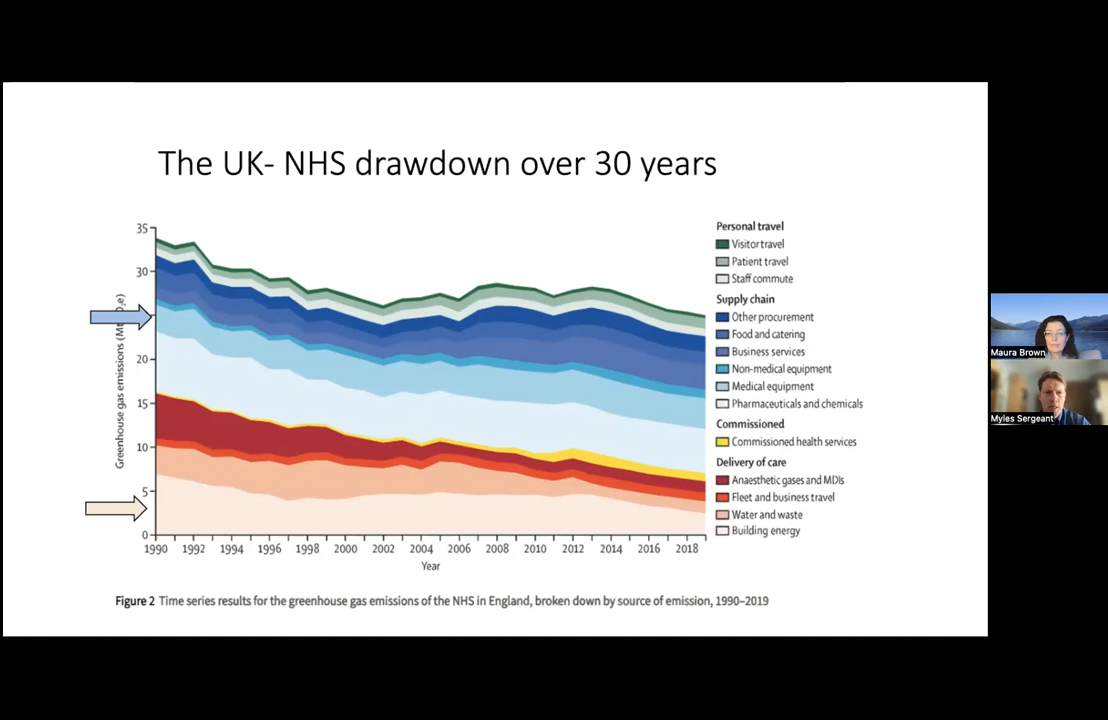 The UK- NHS drawdown over 30 years
35
30
20
15
10
5
0
Greenhouse gas emissions
1990
1992
1994
1996
1998
2000
2002
2004
2006
2008
2010
2012
2014
2016
2018
Year
Personal travel
Visitor travel
Patient travel
Staff commute
Supply chain
Other procurement
Food and catering
Business services
Non-medical equipment
Medical equipment
Pharmaceuticals and chemicals
Commissioned
Commissioned health services
Delivery of care
Anaesthetic gases and MDIs
Fleet and business travel
Water and waste
Building energy
Figure 2 Time series results for the greenhouse gas emissions of the NHS in England, broken down by source of emission, 1990–2019
Maura Brown
Myles Sergeant